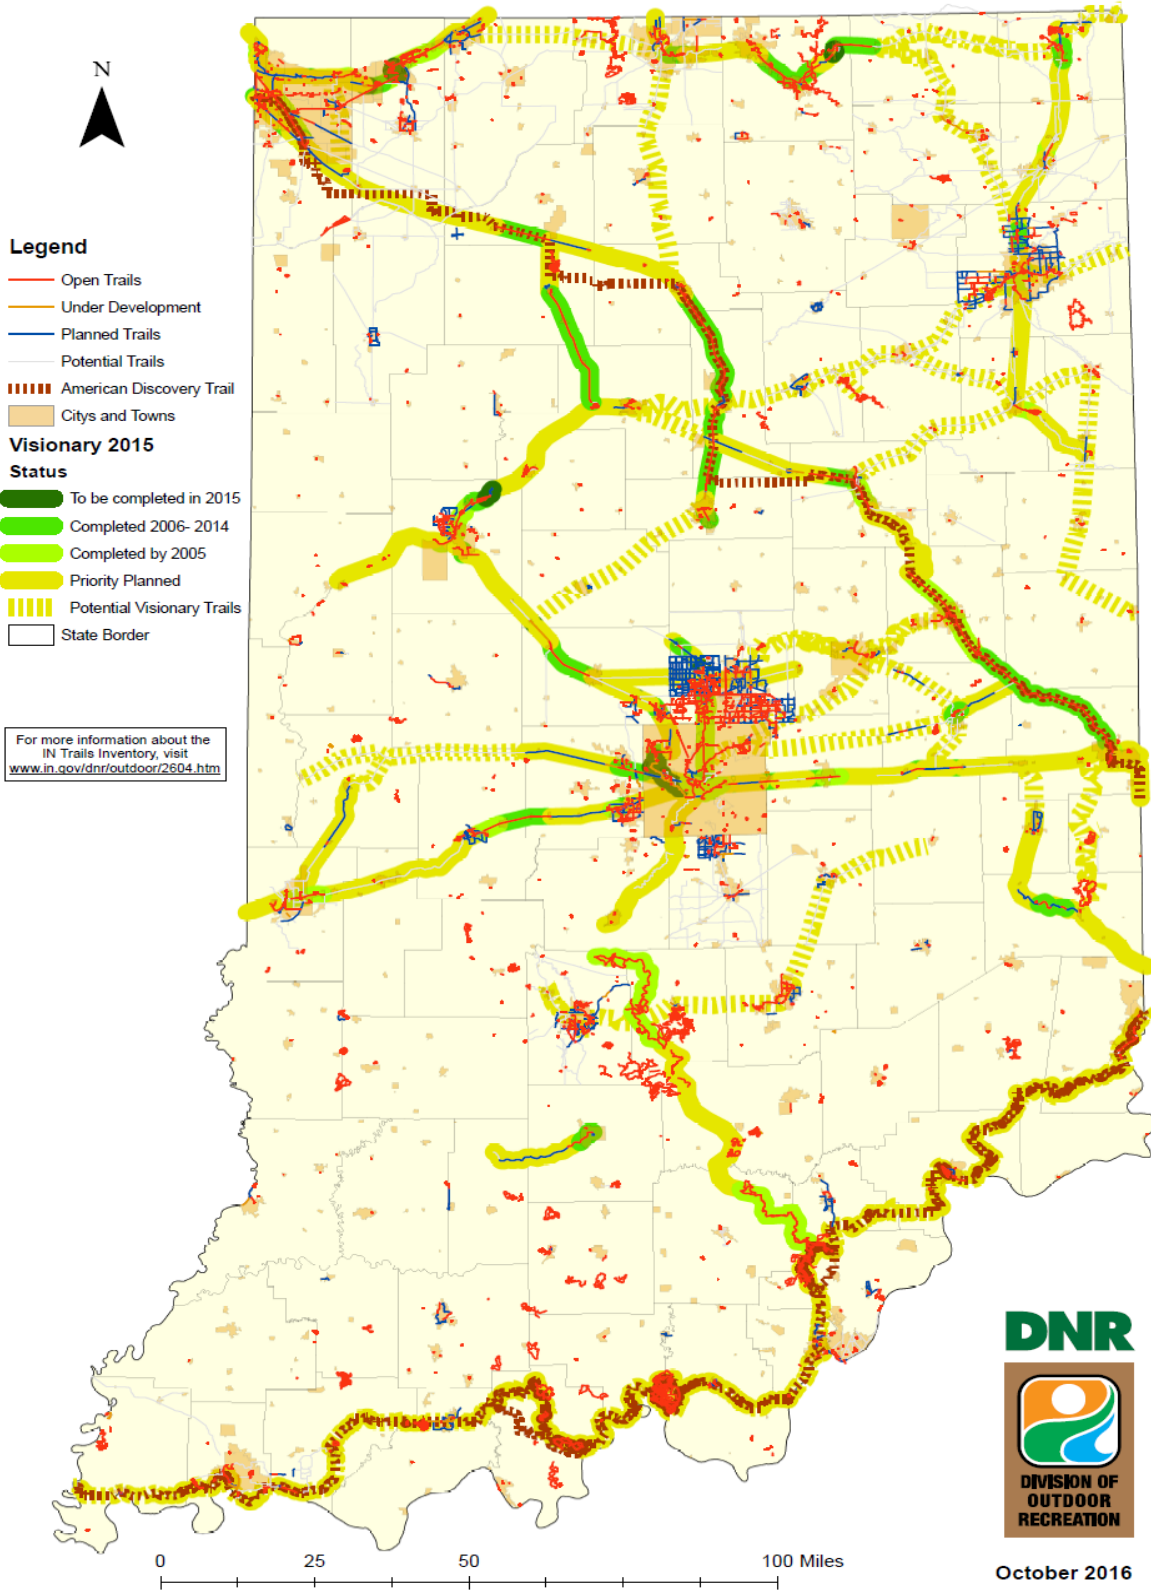 N
Legend
Open Trails
Under Development
Planned Trails
Potential Trails
American Discovery Trail
Citys and Towns
Visionary 2015
Status
To be completed in 2015
Completed 2006- 2014
Completed by 2005
Priority Planned
Potential Visionary Trails
State Border
For more information about the
IN Trails Inventory, visit
www.in.gov/dnr/outdoor/2604.htm
DNR
DIVISION OF
OUTDOOR
RECREATION
0 25 50 100 Miles
October 2016